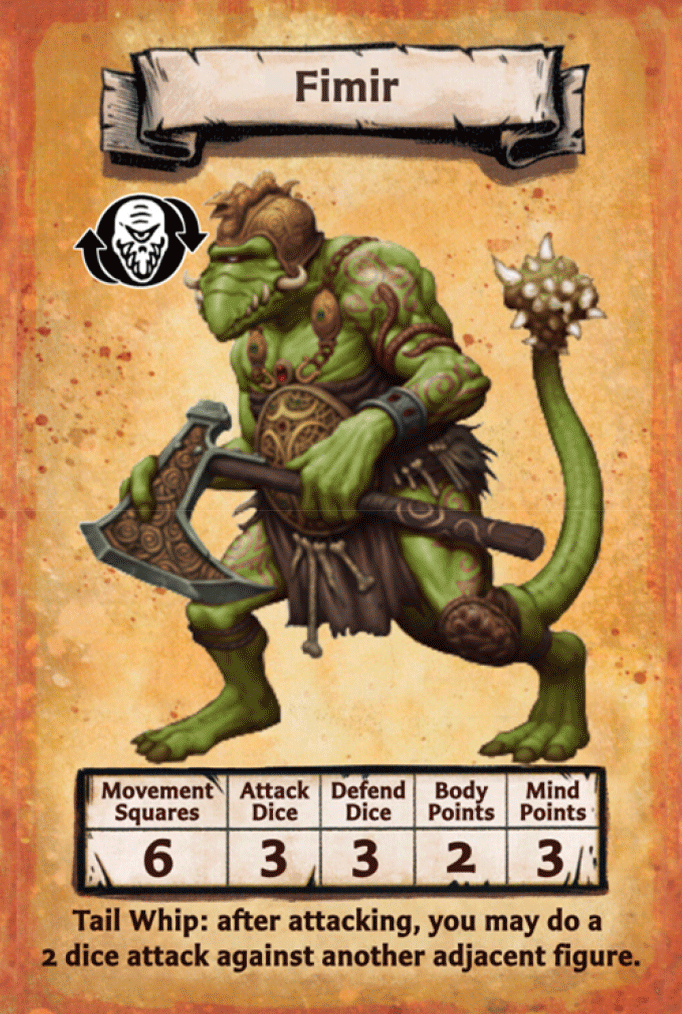 Fimir
Movement Squares Attack Dice Defend Dice Body Points Mind Points
6 3 3 2 3
Tail Whip: after attacking, you may do a
2 dice attack against another adjacent figure.